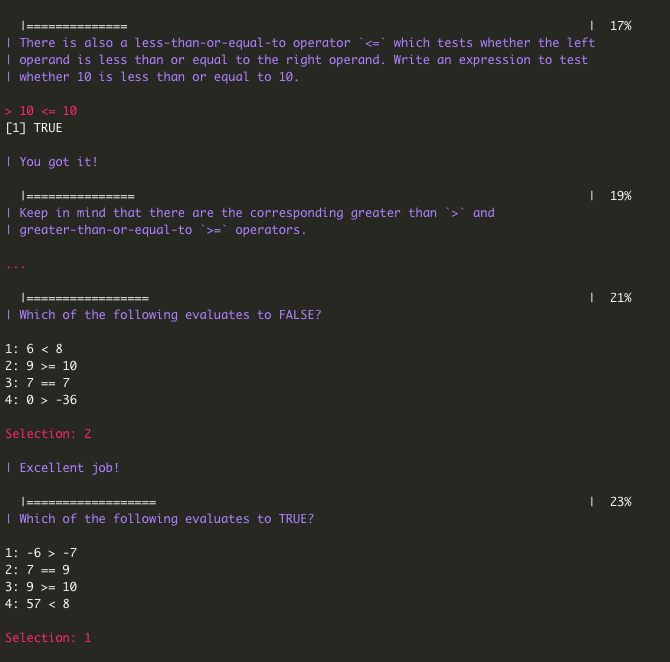 |==============                                                               |  17%
| There is also a less-than-or-equal-to operator `<=` which tests whether the left
| operand is less than or equal to the right operand. Write an expression to test
| whether 10 is less than or equal to 10.
> 10 <= 10
[1] TRUE
| You got it!
|===============                                                              |  19%
| Keep in mind that there are the corresponding greater than `>` and
| greater-than-or-equal-to `>=` operators.
...
|=================                                                            |  21%
| Which of the following evaluates to FALSE?
1: 6 < 8
2: 9 >= 10
3: 7 == 7
4: 0 > -36
Selection: 2
| Excellent job!
|==================                                                           |  23%
| Which of the following evaluates to TRUE?
1: -6 > -7
2: 7 == 9
3: 9 >= 10
4: 57 < 8
Selection: 1